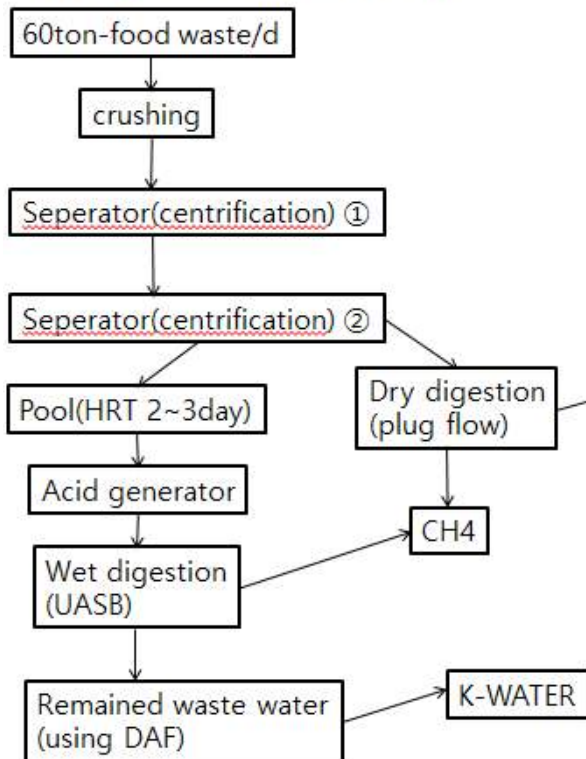 60ton-food waste/d
crushing
Seperator(centrification) ①
Seperator(centrification) ②
Pool(HRT 2~3day)
Dry digestion
(plug flow)
Acid generator
CH4
Wet digestion
(UASB)
Remained waste water
(using DAF)
K-WATER